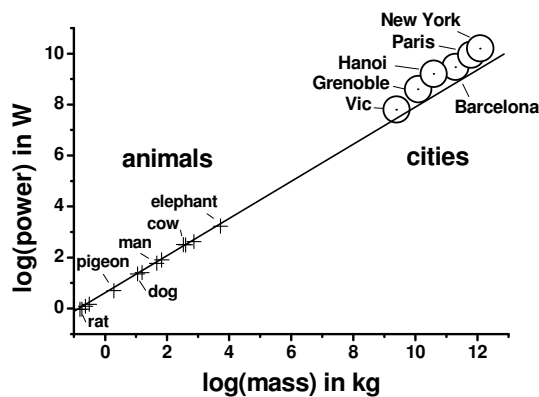 New York
Paris
Hanoi
Grenoble
Vic
Barcelona
cities
animals
elephant
cow
man
pigeon
dog
rat
log(power) in W
10
8
6
4
2
0
0 2 4 6 8 10 12
log(mass) in kg